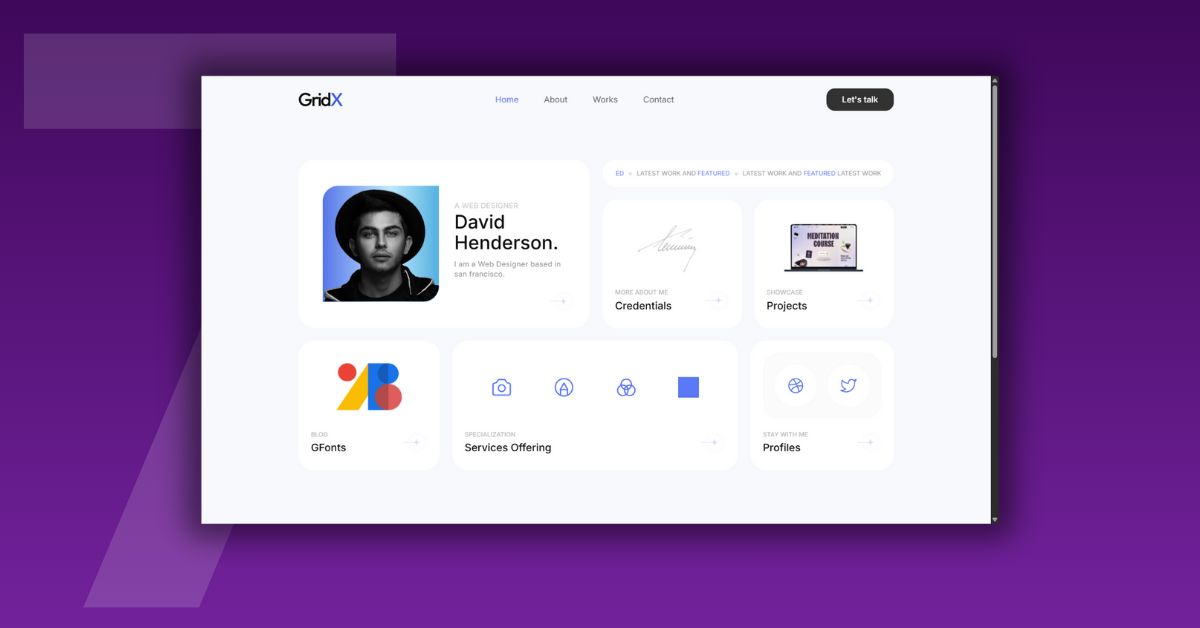 GridX
Home
About
Works
Contact
Let's talk
A WEB DESIGNER
David
Henderson.
I am a Web Designer based in
san francisco.
ED LATEST WORK AND FEATURED LATEST WORK AND FEATURED LATEST WORK
MORE ABOUT ME
Credentials
MEDITATION
COURSE
SHOWCASE
Projects
BLOG
GFonts
SPECIALIZATION
Services Offering
STAY WITH ME
Profiles